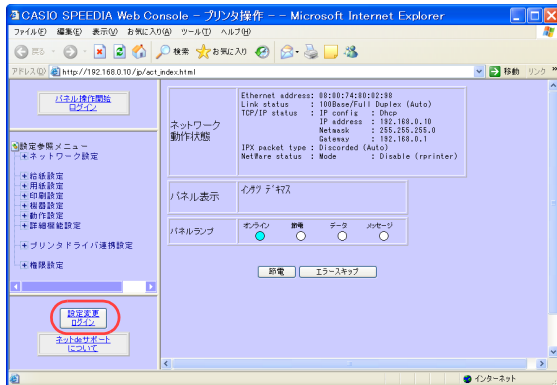 CASIO SPEEDIA Web Console - プリンタ操作 - - Microsoft Internet Explorer
ファイル(F) 編集(E) 表示(V) お気に入り(A) ツール(T) ヘルプ(H)
戻る 検索 お気に入り
アドレス(D) http://192.168.0.10/jp/act_index.html 移動 リンク »
パネル操作開始
ログイン
設定参照メニュー
ネットワーク設定
給紙設定
用紙設定
印刷設定
機器設定
動作設定
詳細機能設定
プリンタドライバ連携設定
権限設定
設定変更
ログイン
ネットdeサポート
について
ネットワーク
動作状態
Ethernet address: 08:00:74:80:02:98
Link status : 100Base/Full Duplex (Auto)
TCP/IP status : IP config : Dhcp
IP address : 192.168.0.10
Netmask : 255.255.255.0
Gateway : 192.168.0.1
IPX packet type : Discorded (Auto)
NetWare status : Mode : Disable (rprinter)
パネル表示
インサツ デキマス
パネルランプ
オンライン 節電 データ メッセージ
節電 エラースキップ
インターネット